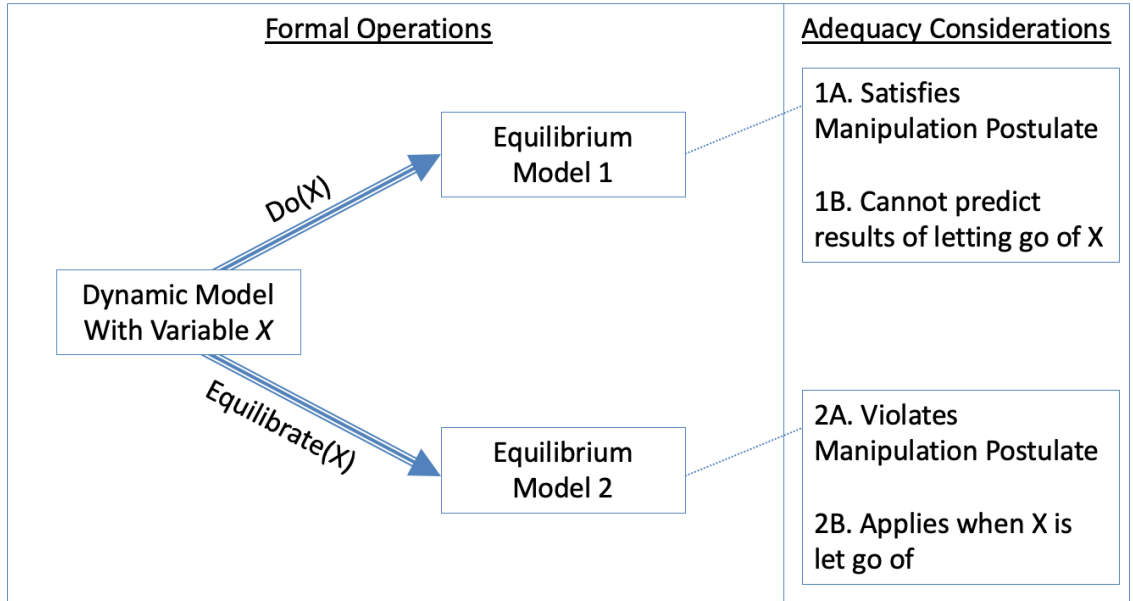 Formal Operations
Adequacy Considerations
Do(X)
Equilibrium
Model 1
1A. Satisfies
Manipulation Postulate
1B. Cannot predict
results of letting go of X
Dynamic Model
With Variable X
Equilibrate(X)
Equilibrium
Model 2
2A. Violates
Manipulation Postulate
2B. Applies when X is
let go of